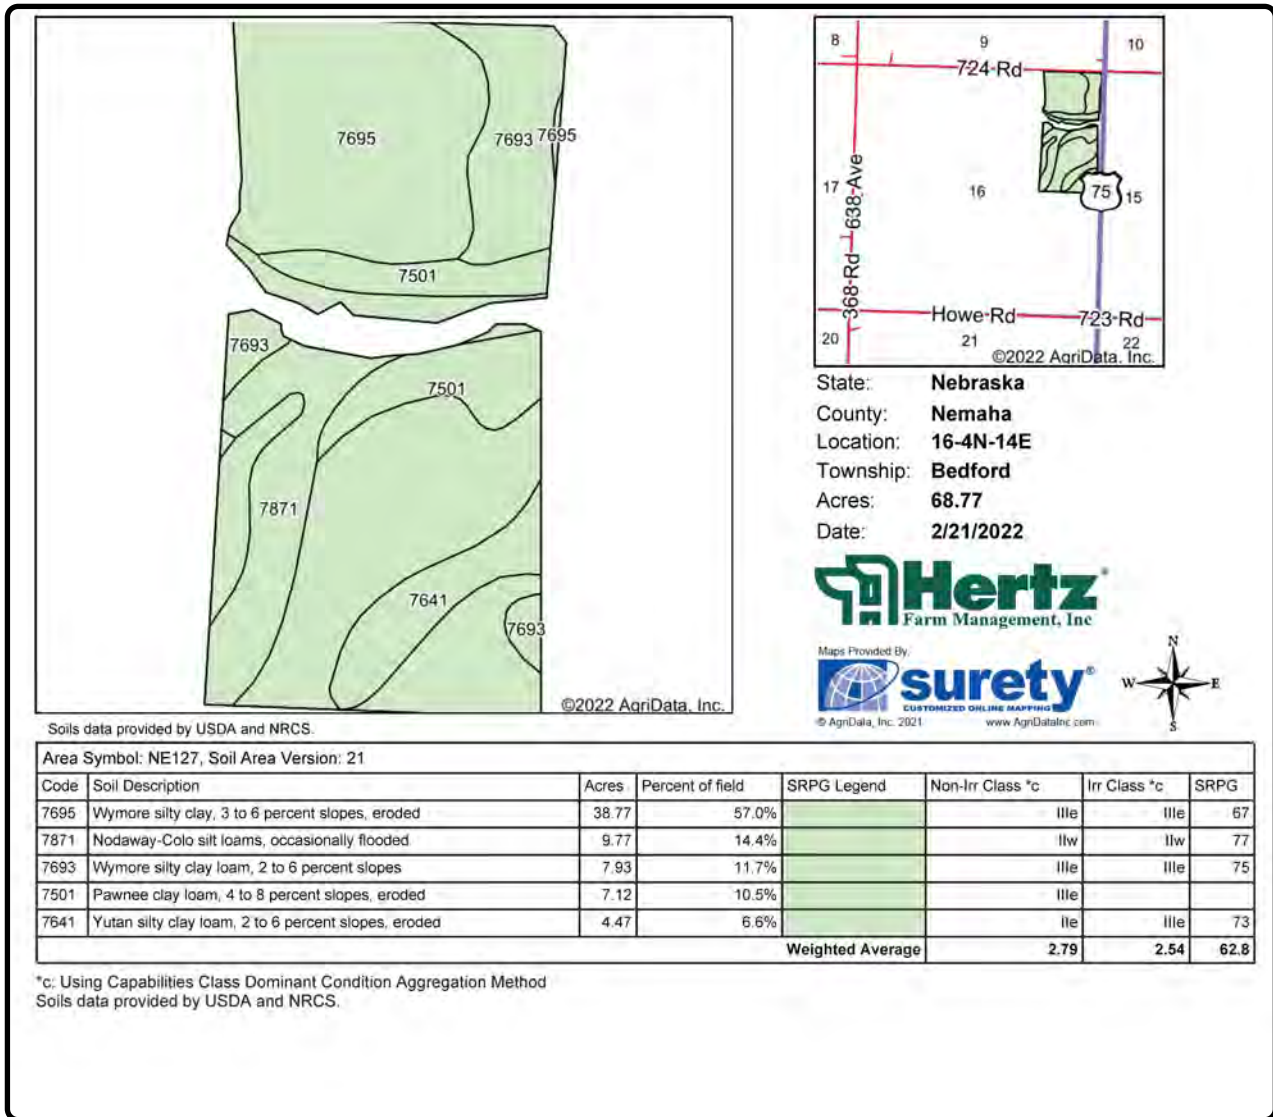 7695
7693
7695
7501
7693
7501
7871
7641
7693
©2022 AgriData, Inc.
Soils data provided by USDA and NRCS.
8
9
10
724 Rd
638 Ave
17
16
75
15
368 Rd
Howe Rd
723 Rd
20
21
22
©2022 AgriData, Inc.
State: Nebraska
County: Nemaha
Location: 16-4N-14E
Township: Bedford
Acres: 68.77
Date: 2/21/2022
Hertz®
Farm Management, Inc
Maps Provided By:
surety®
CUSTOMIZED ONLINE MAPPING
© AgriData, Inc. 2021 www.AgriDataInc.com
N
W E
S
Area Symbol: NE127, Soil Area Version: 21
Code Soil Description Acres Percent of field SRPG Legend Non-Irr Class *c Irr Class *c SRPG
7695 Wymore silty clay, 3 to 6 percent slopes, eroded 38.77 57.0% IIIe IIIe 67
7871 Nodaway-Colo silt loams, occasionally flooded 9.77 14.4% IIw IIw 77
7693 Wymore silty clay loam, 2 to 6 percent slopes 7.93 11.7% IIIe IIIe 75
7501 Pawnee clay loam, 4 to 8 percent slopes, eroded 7.12 10.5% IIIe
7641 Yutan silty clay loam, 2 to 6 percent slopes, eroded 4.47 6.6% IIe IIIe 73
Weighted Average 2.79 2.54 62.8
*c: Using Capabilities Class Dominant Condition Aggregation Method
Soils data provided by USDA and NRCS.